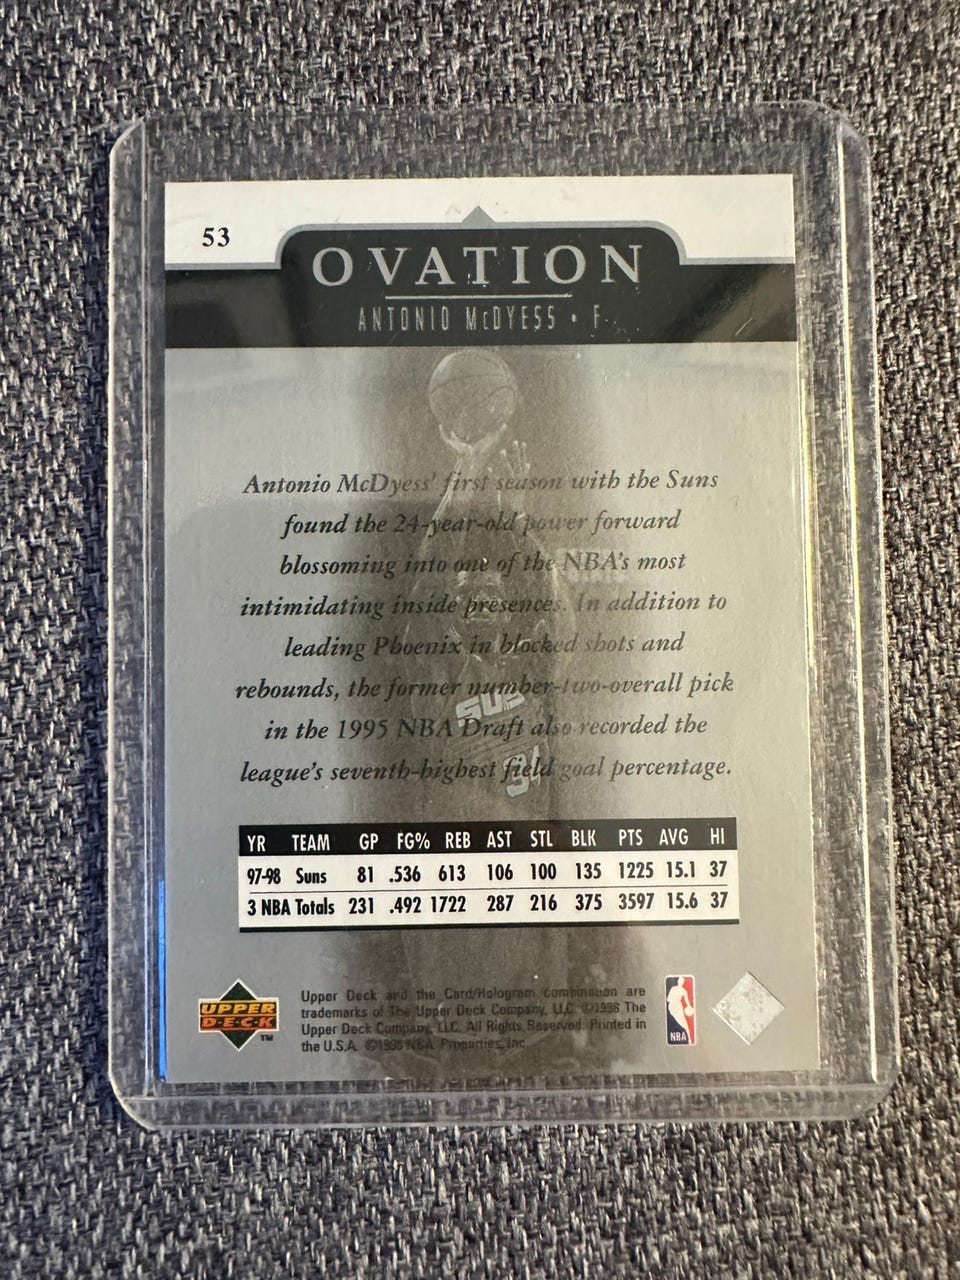 53
OVATION
ANTONIO McDYESS • F
Antonio McDyess' first season with the Suns
found the 24-year-old power forward
blossoming into one of the NBA's most
intimidating inside presences. In addition to
leading Phoenix in blocked shots and
rebounds, the former number-two-overall pick
in the 1995 NBA Draft also recorded the
league's seventh-highest field goal percentage.
YR TEAM GP FG% REB AST STL BLK PTS AVG HI
97-98 Suns 81 .536 613 106 100 135 1225 15.1 37
3 NBA Totals 231 .492 1722 287 216 375 3597 15.6 37
UPPER
DECK
TM
Upper Deck and the Card/Hologram combination are
trademarks of The Upper Deck Company, LLC. ©1998 The
Upper Deck Company, LLC. All Rights Reserved. Printed in
the U.S.A. ©1998 NBA Properties, Inc.
NBA